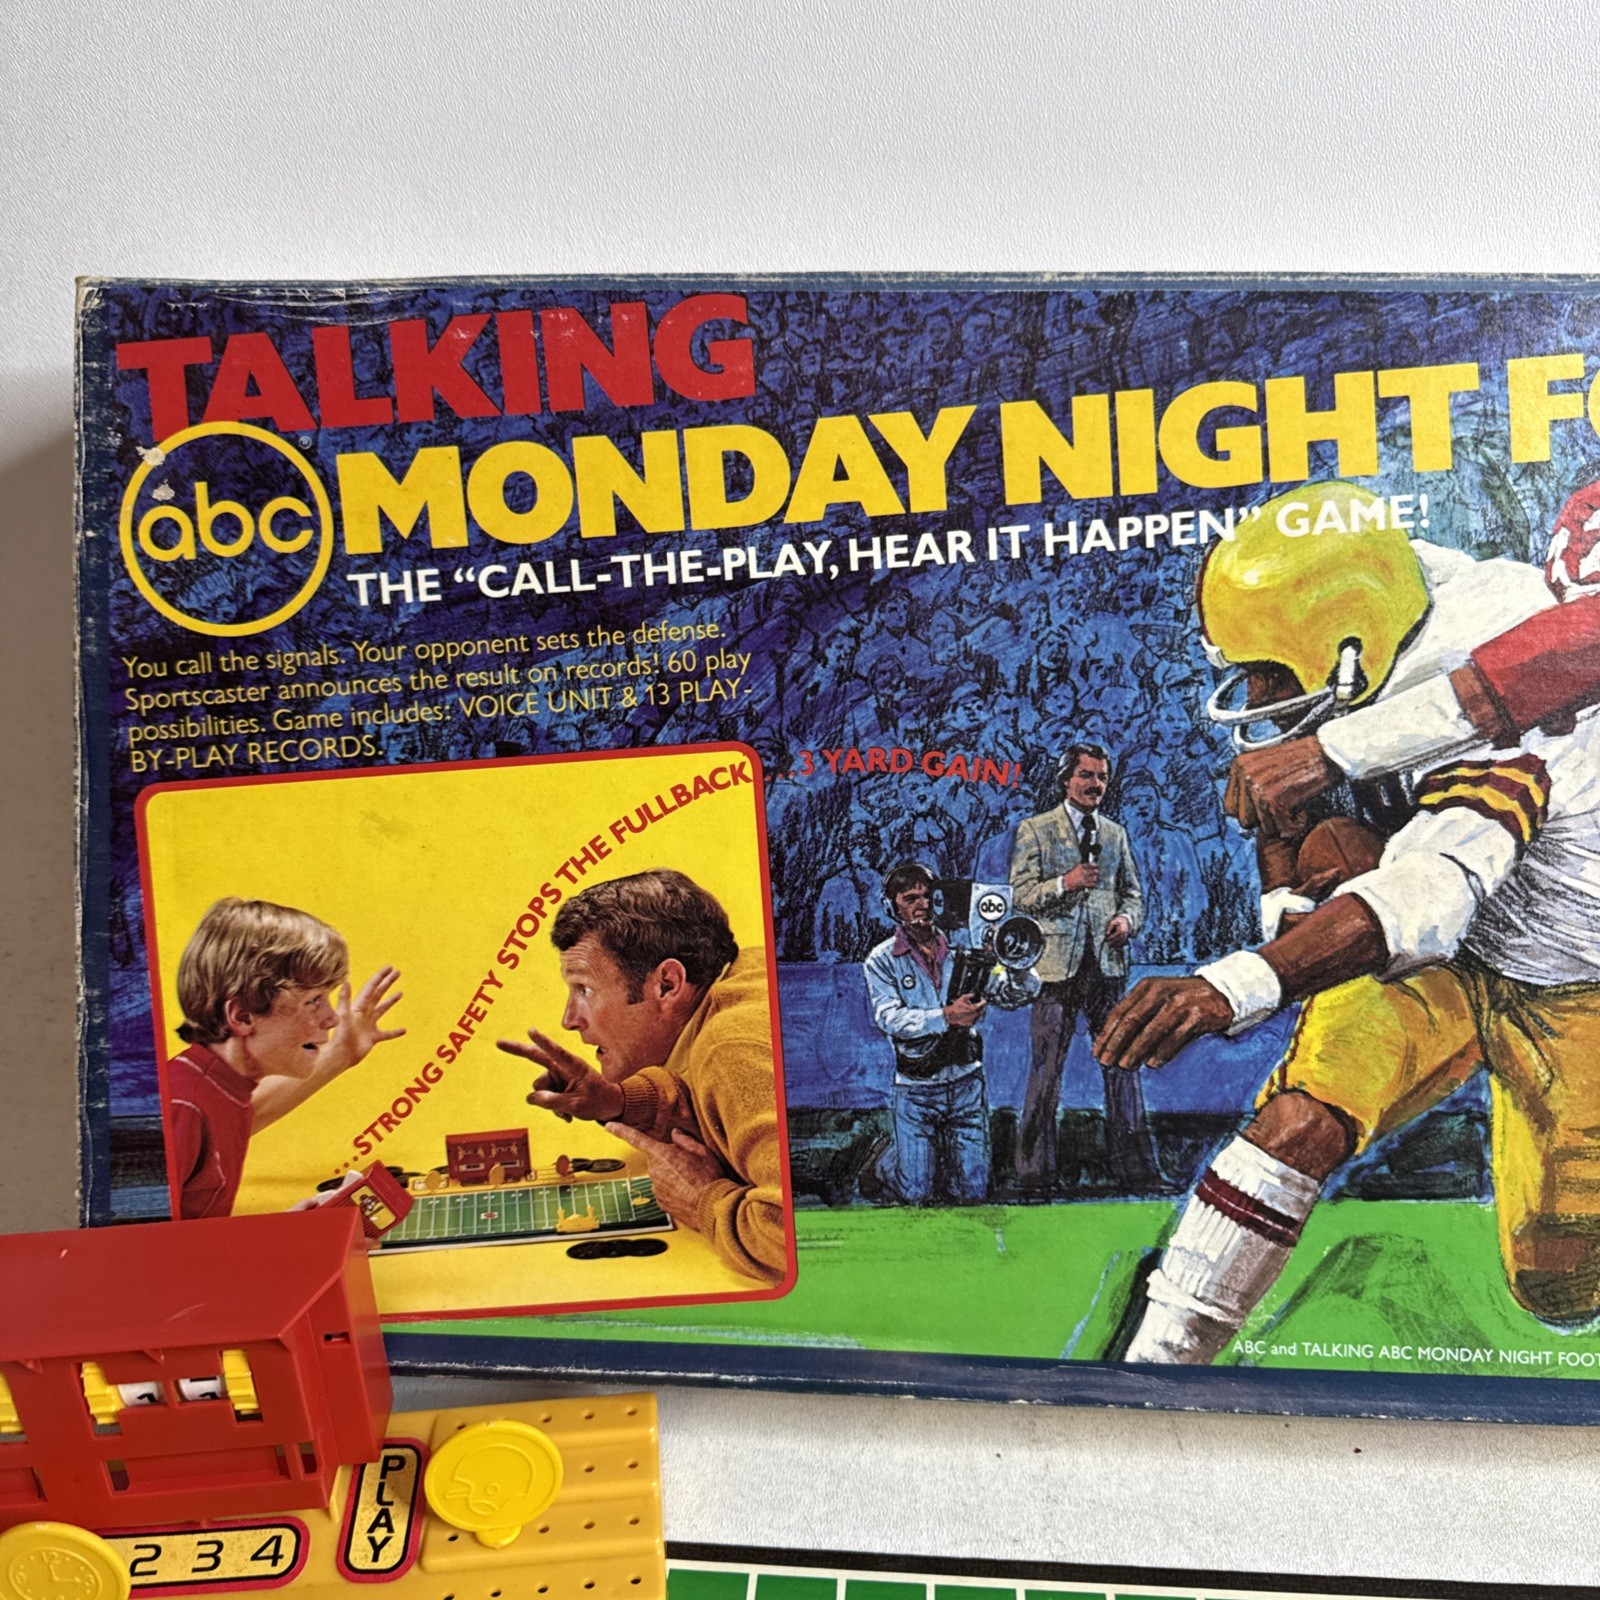 TALKING
abc ® MONDAY NIGHT FO
THE “CALL-THE-PLAY, HEAR IT HAPPEN” GAME!
You call the signals. Your opponent sets the defense.
Sportscaster announces the result on records! 60 play
possibilities. Game includes: VOICE UNIT & 13 PLAY-
BY-PLAY RECORDS.
...STRONG SAFETY STOPS THE FULLBACK
...3 YARD GAIN!
abc
ABC and TALKING ABC MONDAY NIGHT FOOT
PLAY
2 3 4